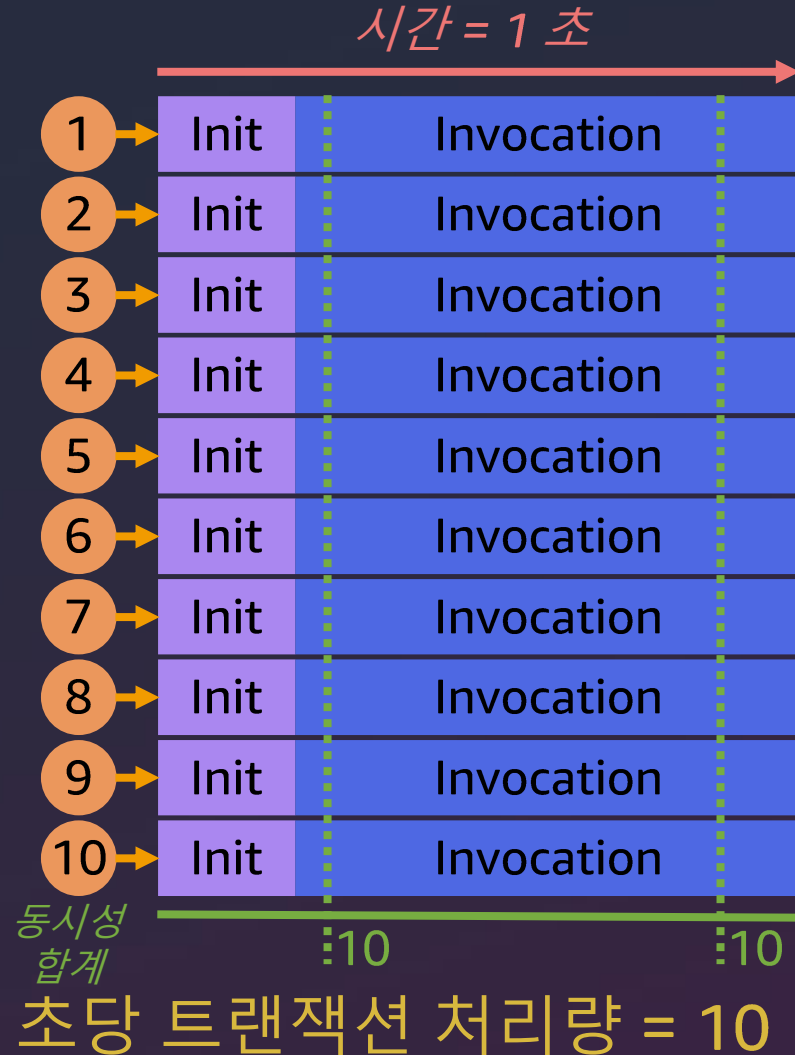 시간 = 1 초
1 Init Invocation
2 Init Invocation
3 Init Invocation
4 Init Invocation
5 Init Invocation
6 Init Invocation
7 Init Invocation
8 Init Invocation
9 Init Invocation
10 Init Invocation
동시성
합계
10 10
초당 트랜잭션 처리량 = 10